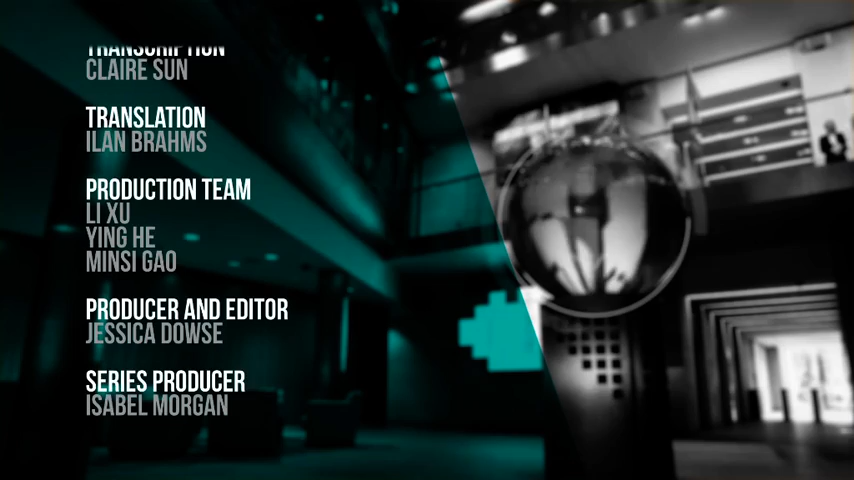 TRANSCRIPTION
CLAIRE SUN
TRANSLATION
ILAN BRAHMS
PRODUCTION TEAM
LI XU
YING HE
MINSI GAO
PRODUCER AND EDITOR
JESSICA DOWSE
SERIES PRODUCER
ISABEL MORGAN